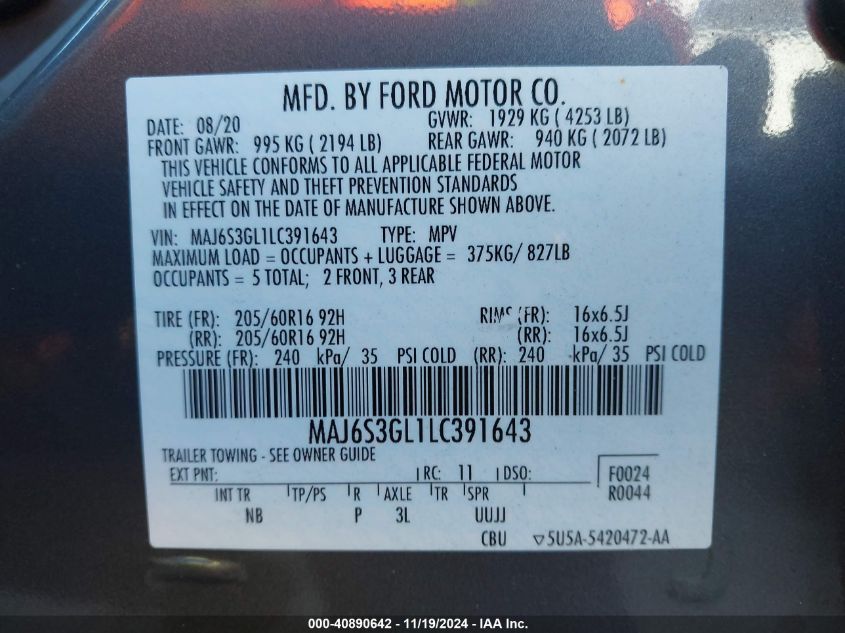 MFD. BY FORD MOTOR CO.
DATE: 08/20 GVWR: 1929 KG ( 4253 LB)
FRONT GAWR: 995 KG ( 2194 LB) REAR GAWR: 940 KG ( 2072 LB)
THIS VEHICLE CONFORMS TO ALL APPLICABLE FEDERAL MOTOR
VEHICLE SAFETY AND THEFT PREVENTION STANDARDS
IN EFFECT ON THE DATE OF MANUFACTURE SHOWN ABOVE.
VIN: MAJ6S3GL1LC391643 TYPE: MPV
MAXIMUM LOAD = OCCUPANTS + LUGGAGE = 375KG/ 827LB
OCCUPANTS = 5 TOTAL; 2 FRONT, 3 REAR
TIRE (FR): 205/60R16 92H RIMS (FR): 16x6.5J
(RR): 205/60R16 92H (RR): 16x6.5J
PRESSURE (FR): 240 kPa/ 35 PSI COLD (RR): 240 kPa/ 35 PSI COLD
MAJ6S3GL1LC391643
TRAILER TOWING - SEE OWNER GUIDE
EXT PNT: RC: 11 DSO: F0024
R0044
INT TR TP/PS R AXLE TR SPR
NB P 3L UUJJ
CBU ▽5U5A-5420472-AA
000-40890642 - 11/19/2024 - IAA Inc.